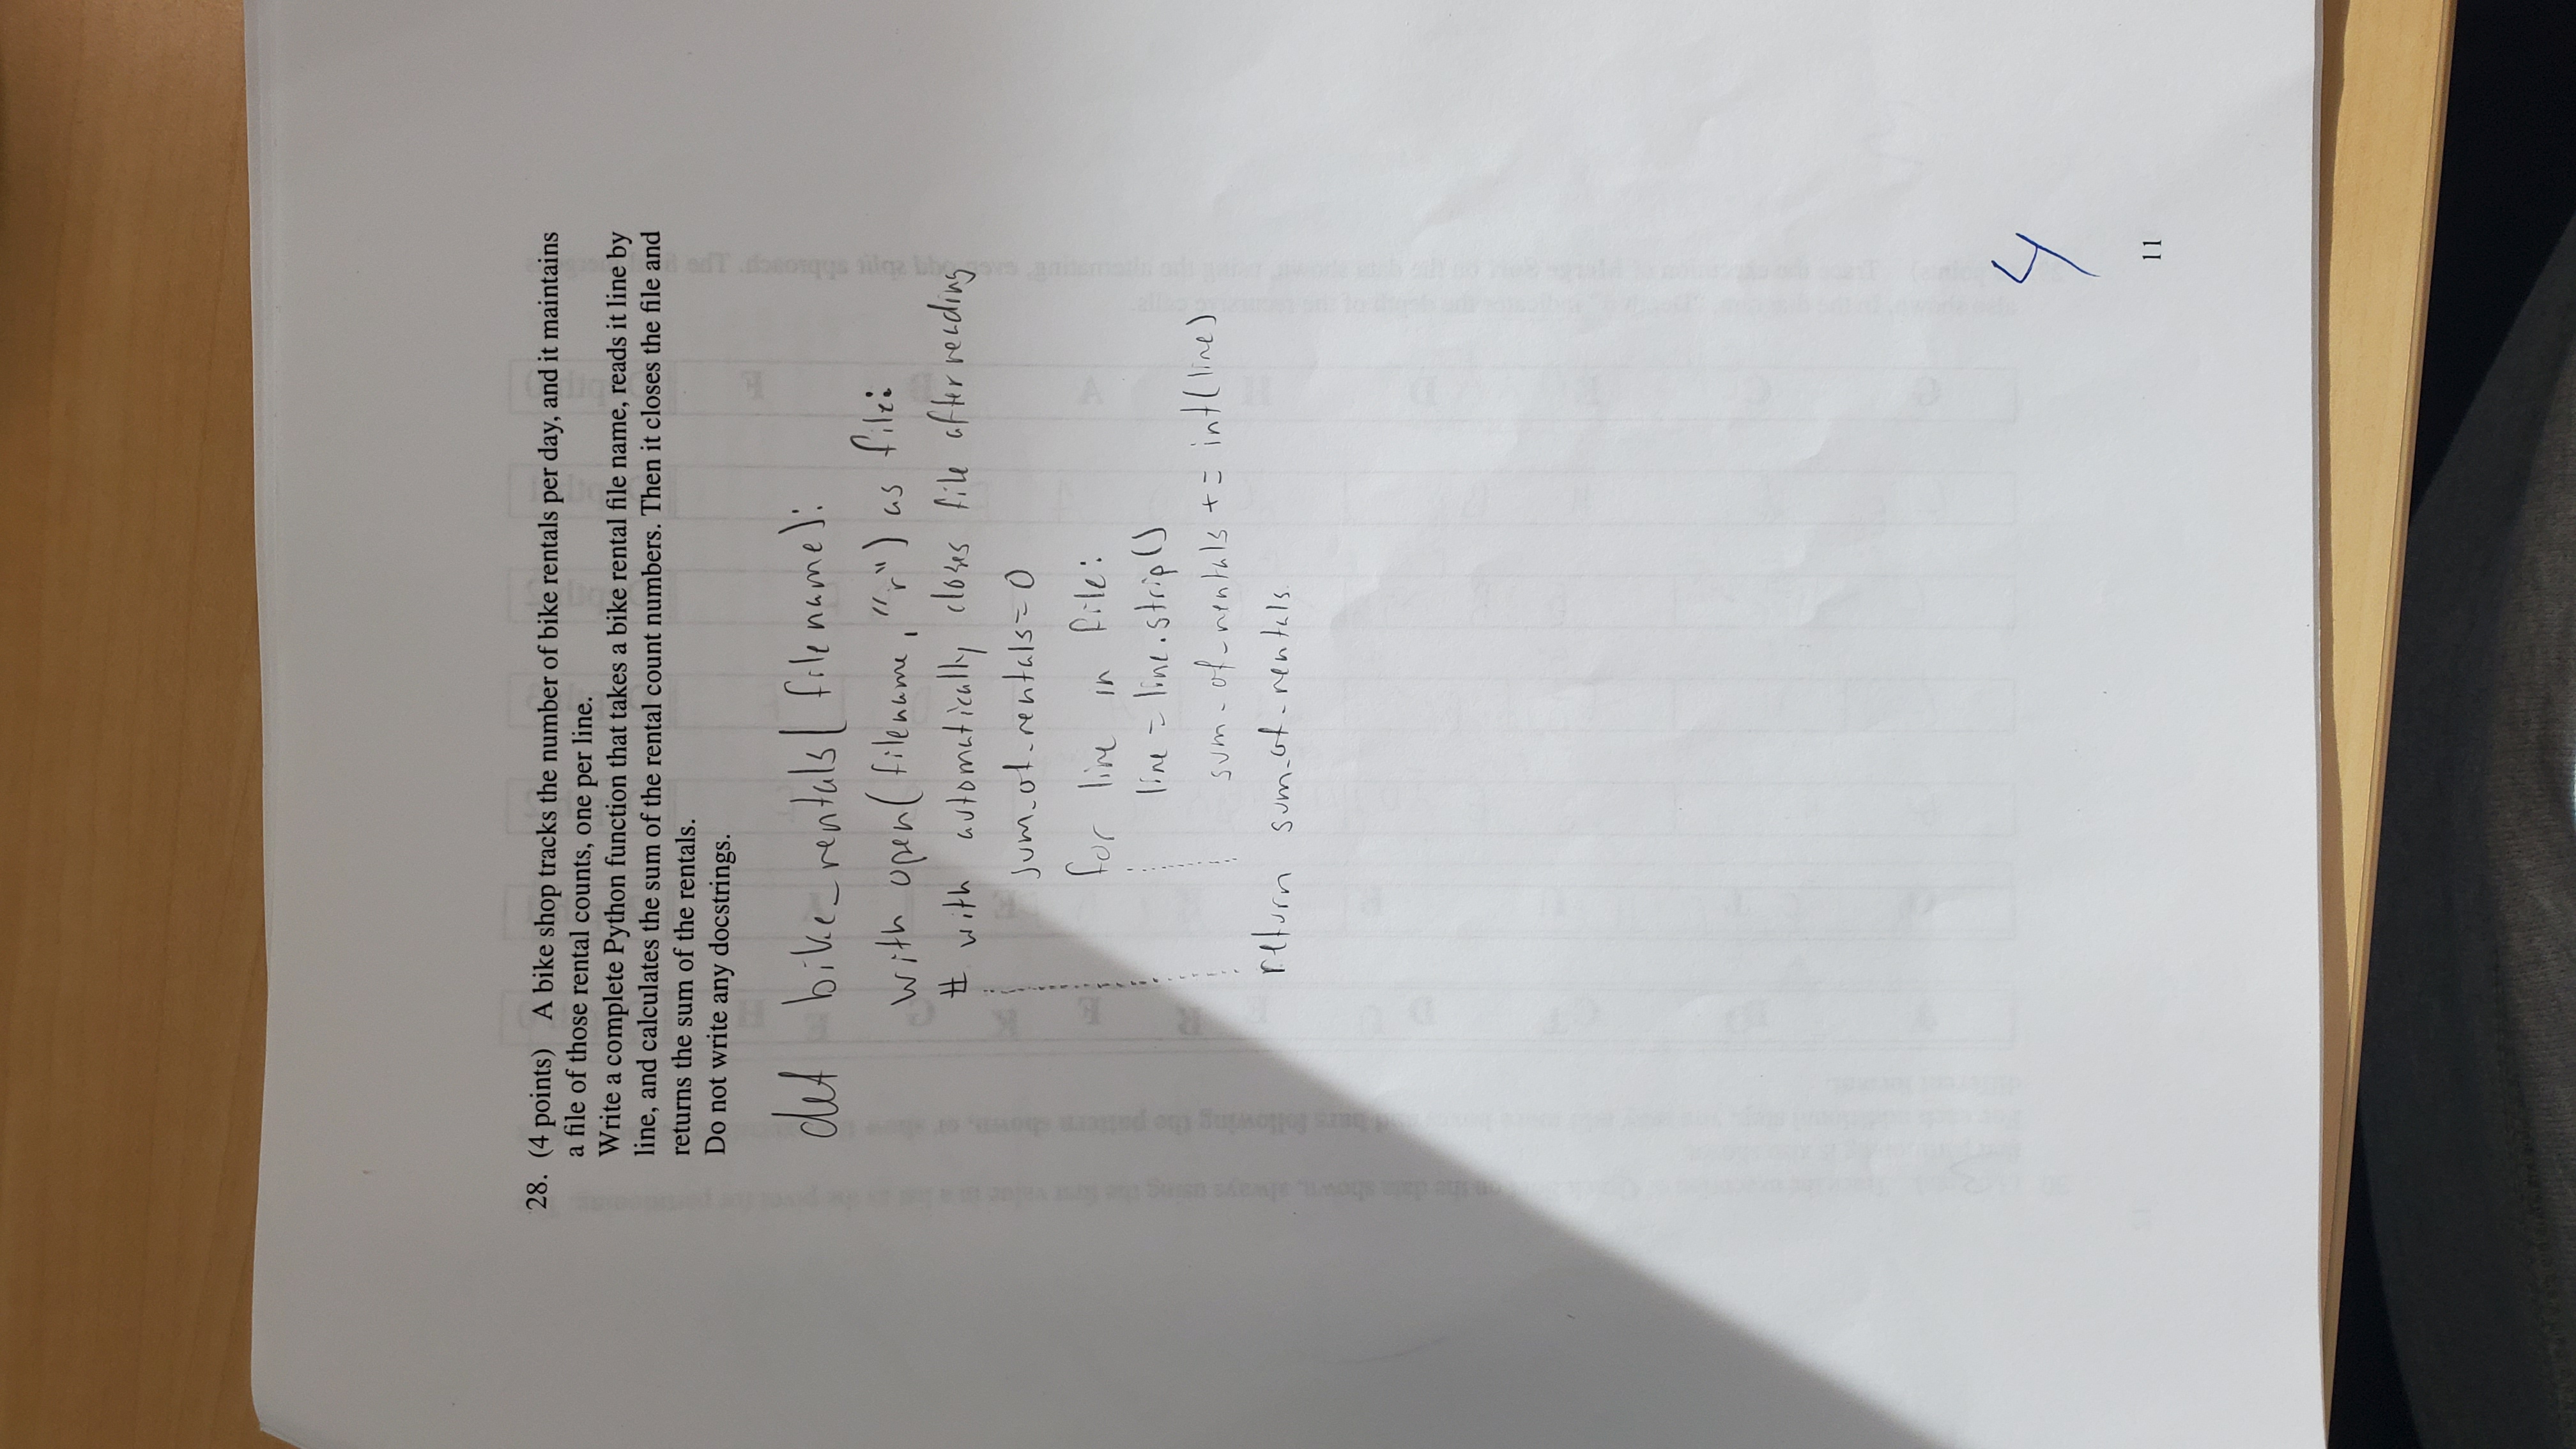 28. (4 points) A bike shop tracks the number of bike rentals per day, and it maintains
a file of those rental counts, one per line.
Write a complete Python function that takes a bike rental file name, reads it line by
line, and calculates the sum of the rental count numbers. Then it closes the file and
returns the sum of the rentals.
Do not write any docstrings.
def bike_rentals(filename):
with open(filename, "r") as file:
# with automatically closes file after reading
sum_of_rentals = 0
for line in file:
line = line.strip()
sum_of_rentals += int(line)
return sum_of_rentals
4
11